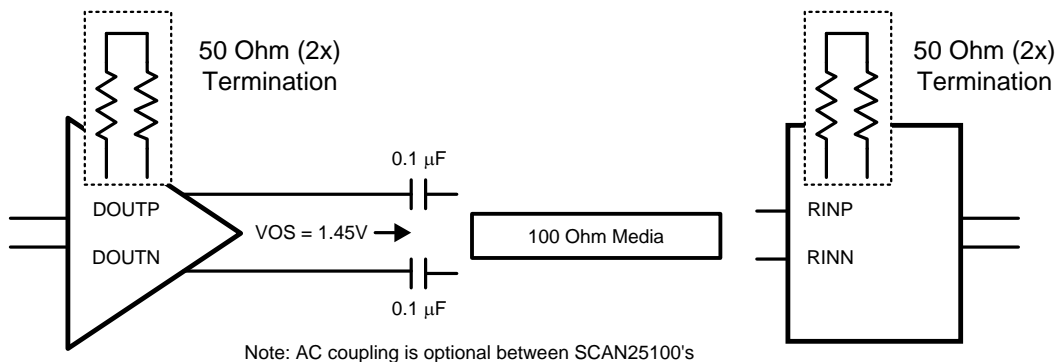 50 Ohm (2x)
Termination
50 Ohm (2x)
Termination
0.1 μF
DOUTP
VOS = 1.45V
DOUTN
100 Ohm Media
RINP
RINN
0.1 μF
Note: AC coupling is optional between SCAN25100's